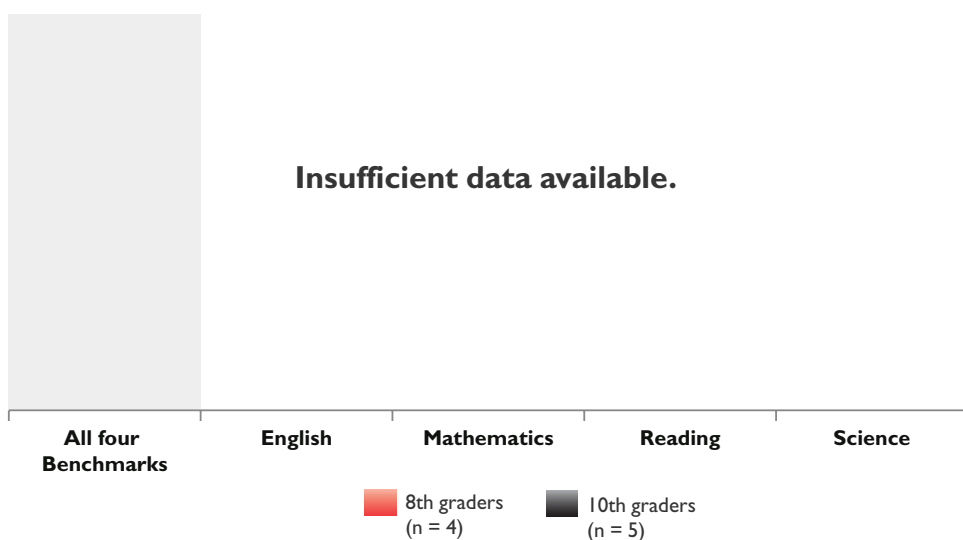 Insufficient data available.
All four
Benchmarks
English
Mathematics
Reading
Science
8th graders
(n = 4)
10th graders
(n = 5)